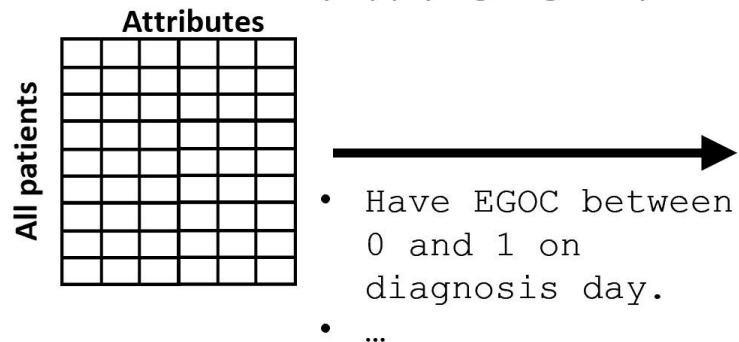 Attributes
All patients
• Have EGOC between
0 and 1 on
diagnosis day.
• …